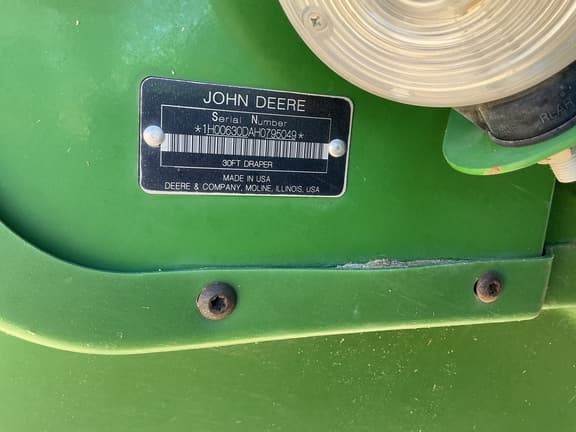 JOHN DEERE
Serial Number
*1H00630DAH0795049*
30FT DRAPER
MADE IN USA
DEERE & COMPANY, MOLINE, ILLINOIS, USA